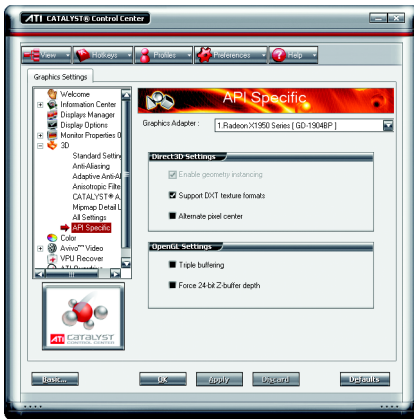 ATI CATALYST® Control Center
View
Hotkeys
Profiles
Preferences
Help
Graphics Settings
Welcome
Information Center
Displays Manager
Display Options
Monitor Properties 0
3D
Standard Settin
Anti-Aliasing
Adaptive Anti-Al
Anisotropic Filte
CATALYST® A.
Mipmap Detail L
All Settings
API Specific
Color
Avivo™ Video
VPU Recover
API Specific
Graphics Adapter :
1.Radeon X1950 Series [ GD-1904BP ]
Direct3D Settings
Enable geometry instancing
Support DXT texture formats
Alternate pixel center
OpenGL Settings
Triple buffering
Force 24-bit Z-buffer depth
ATI CATALYST
CONTROL CENTER
Basic...
OK
Apply
Discard
Defaults